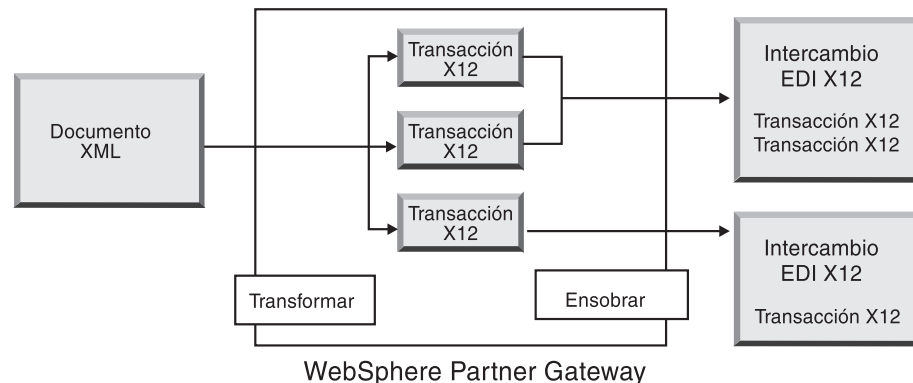 Documento
XML
Transacción
X12
Transacción
X12
Transacción
X12
Intercambio
EDI X12
Transacción X12
Transacción X12
Intercambio
EDI X12
Transacción X12
Transformar
Ensobrar
WebSphere Partner Gateway